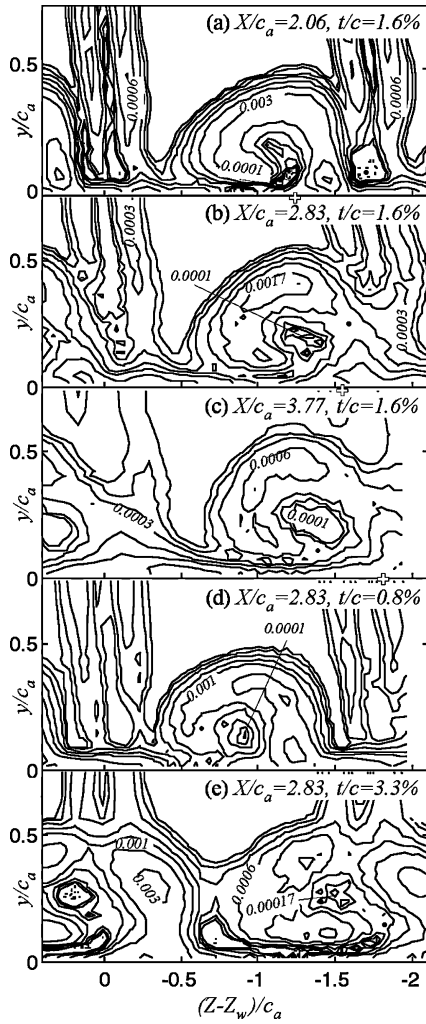 (a) X/cₐ=2.06, t/c=1.6%
0.5
y/cₐ
0
0.0006
0.003
0.0006
0.0001
(b) X/cₐ=2.83, t/c=1.6%
0.5
y/cₐ
0
0.0003
0.0001
0.0017
0.0003
(c) X/cₐ=3.77, t/c=1.6%
0.5
y/cₐ
0
0.0006
0.0003
0.0001
(d) X/cₐ=2.83, t/c=0.8%
0.5
y/cₐ
0
0.0001
0.001
(e) X/cₐ=2.83, t/c=3.3%
0.5
y/cₐ
0
0.001
0.003
0.0006
0.00017
0 -0.5 -1 -1.5 -2
(Z-Z_w)/cₐ